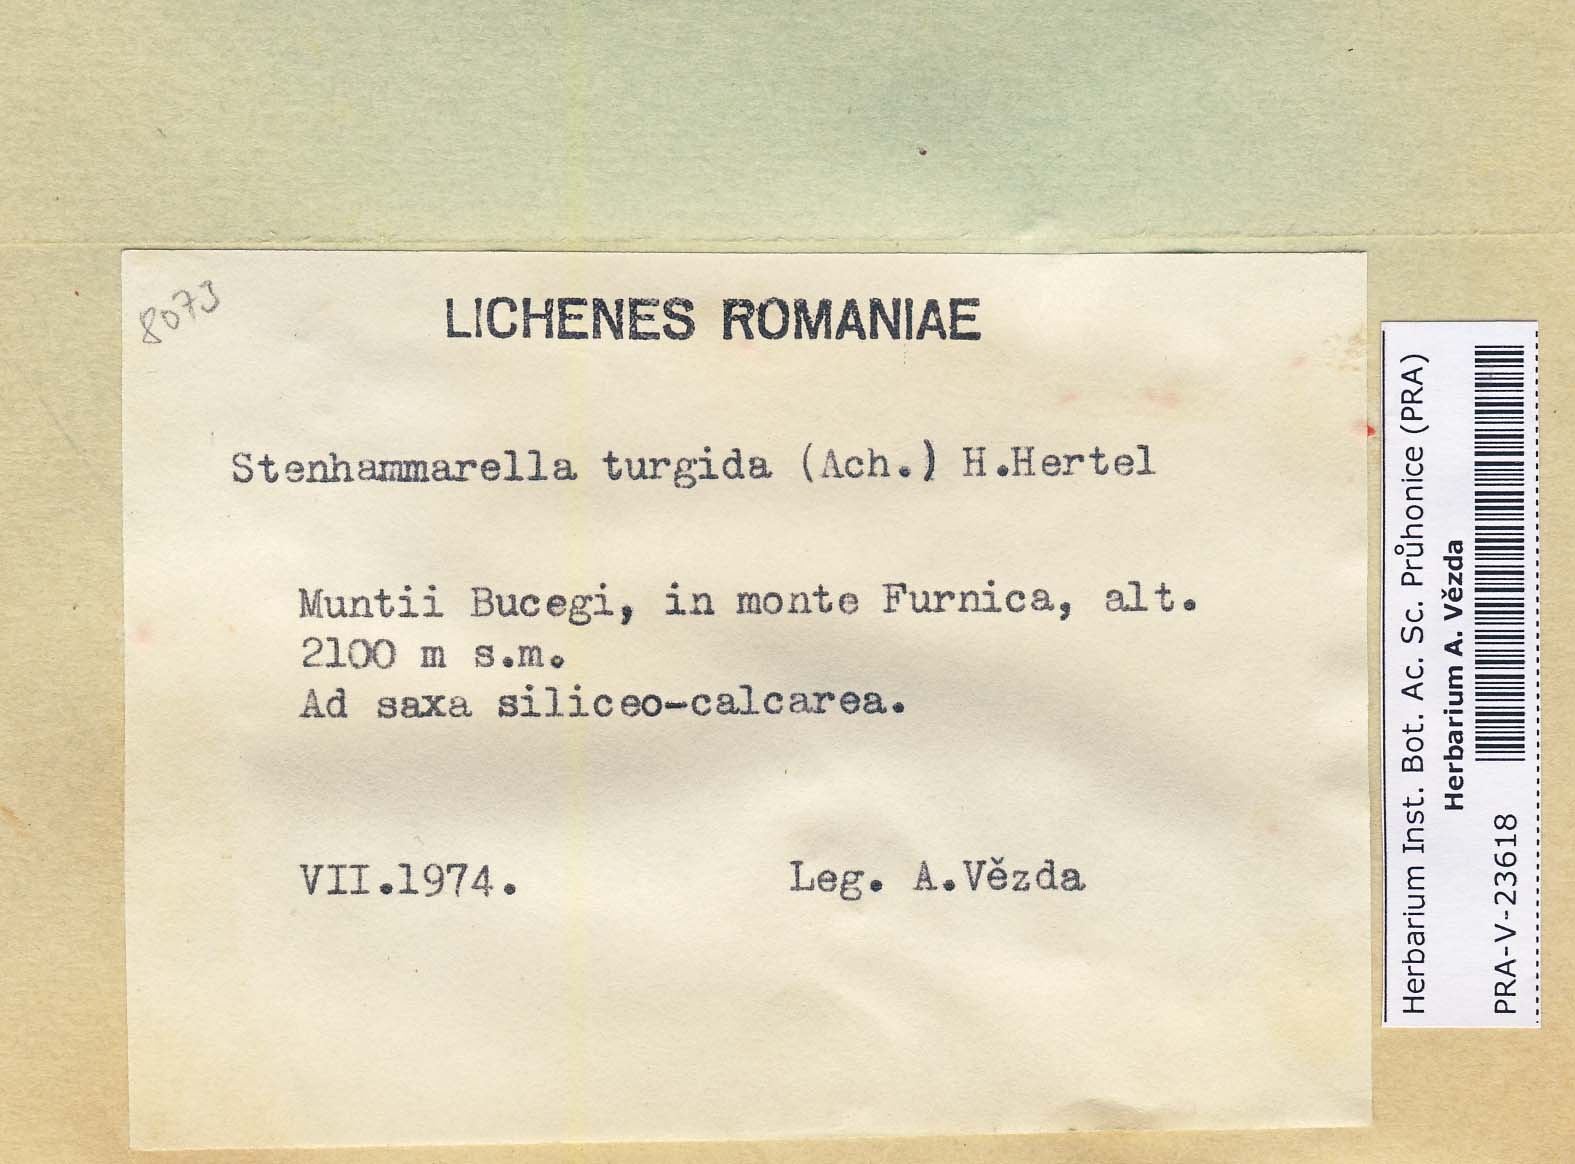 8073
LICHENES ROMANIAE
Stenhammarella turgida (Ach.) H.Hertel
Muntii Bucegi, in monte Furnica, alt.
2100 m s.m.
Ad saxa siliceo-calcarea.
VII.1974. Leg. A.Vězda
Herbarium Inst. Bot. Ac. Sc. Průhonice (PRA)
Herbarium A. Vězda
PRA-V-23618